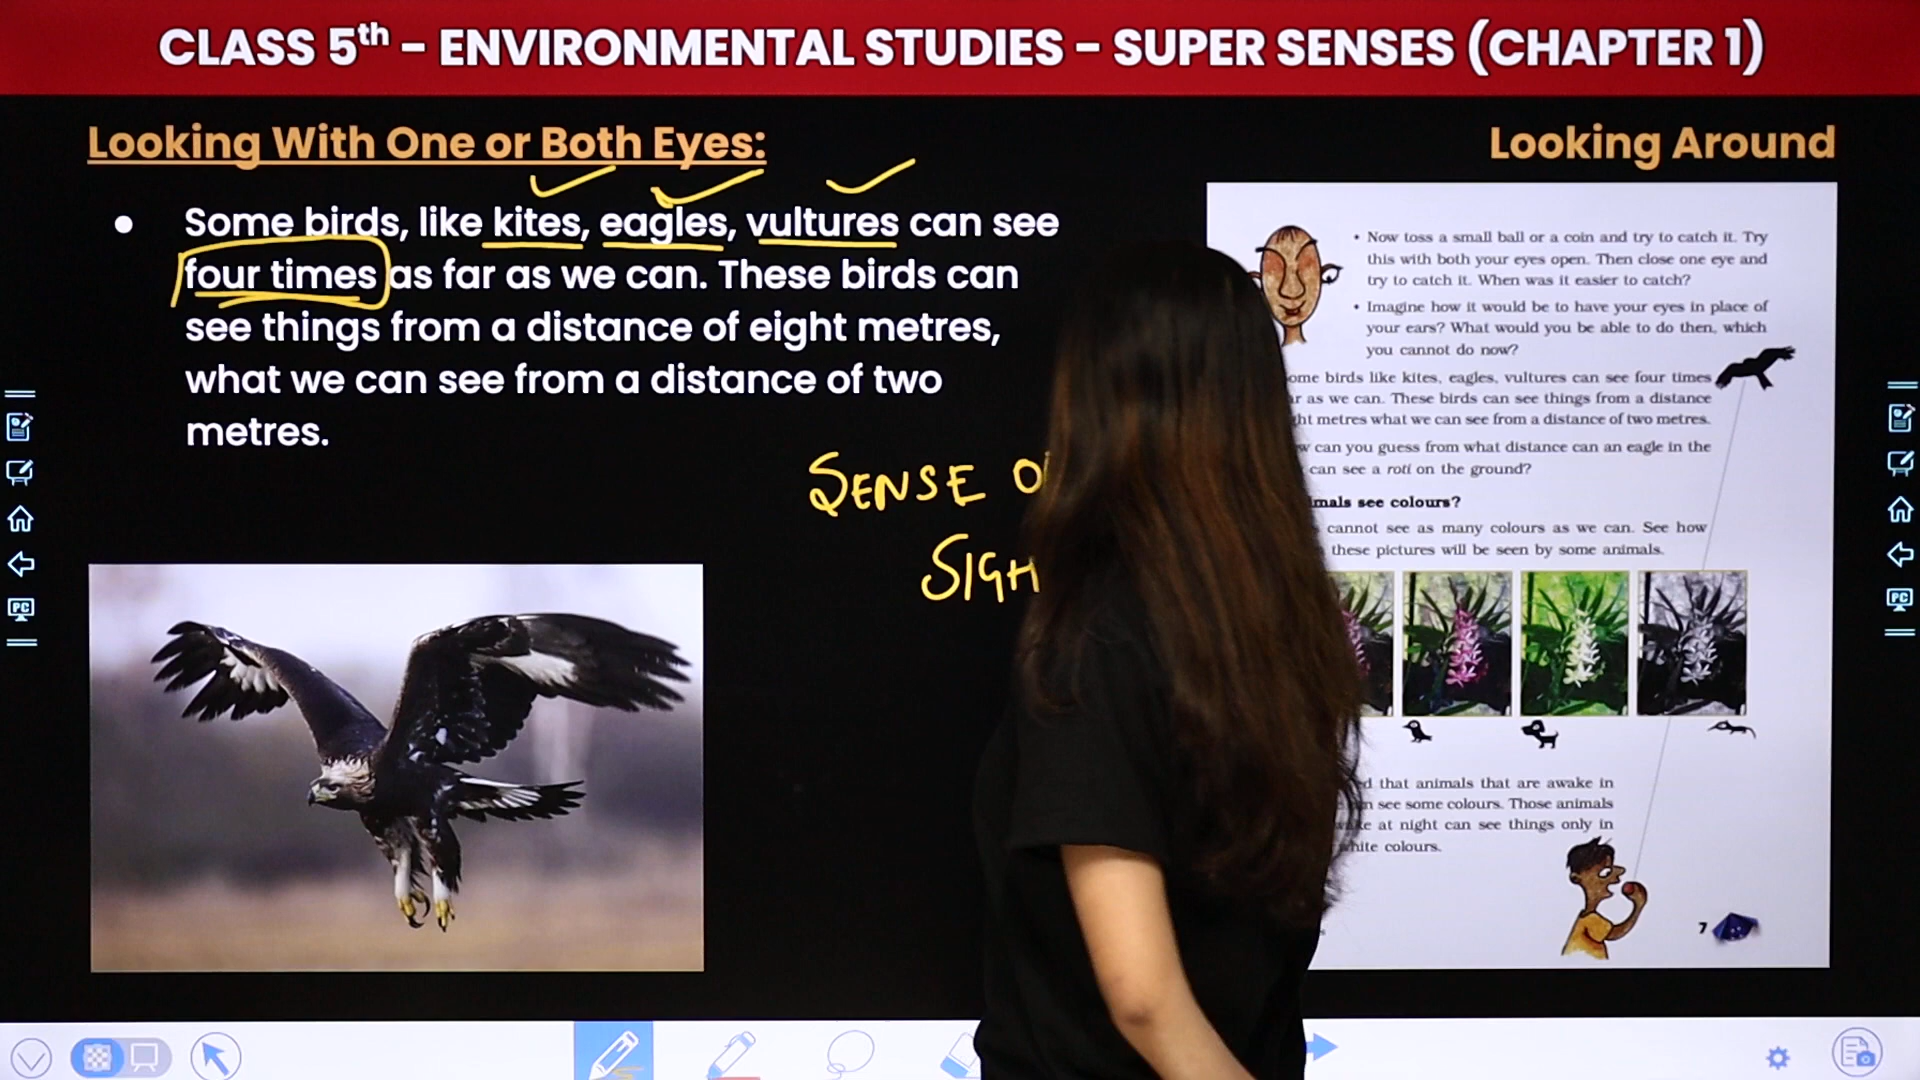 CLASS 5th – ENVIRONMENTAL STUDIES – SUPER SENSES (CHAPTER 1)
Looking With One or Both Eyes:
Some birds, like kites, eagles, vultures can see
four times as far as we can. These birds can
see things from a distance of eight metres,
what we can see from a distance of two
metres.
SENSE
SIGH
Looking Around
• Now toss a small ball or a coin and try to catch it. Try
this with both your eyes open. Then close one eye and
try to catch it. When was it easier to catch?
• Imagine how it would be to have your eyes in place of
your ears? What would you be able to do then, which
you cannot do now?
birds like kites, eagles, vultures can see four times
as we can. These birds can see things from a distance
metres what we can see from a distance of two metres.
can you guess from what distance can an eagle in the
can see a roti on the ground?
see colours?
cannot see as many colours as we can. See how
these pictures will be seen by some animals.
that animals that are awake in
see some colours. Those animals
at night can see things only in
colours.
7
PC
PC